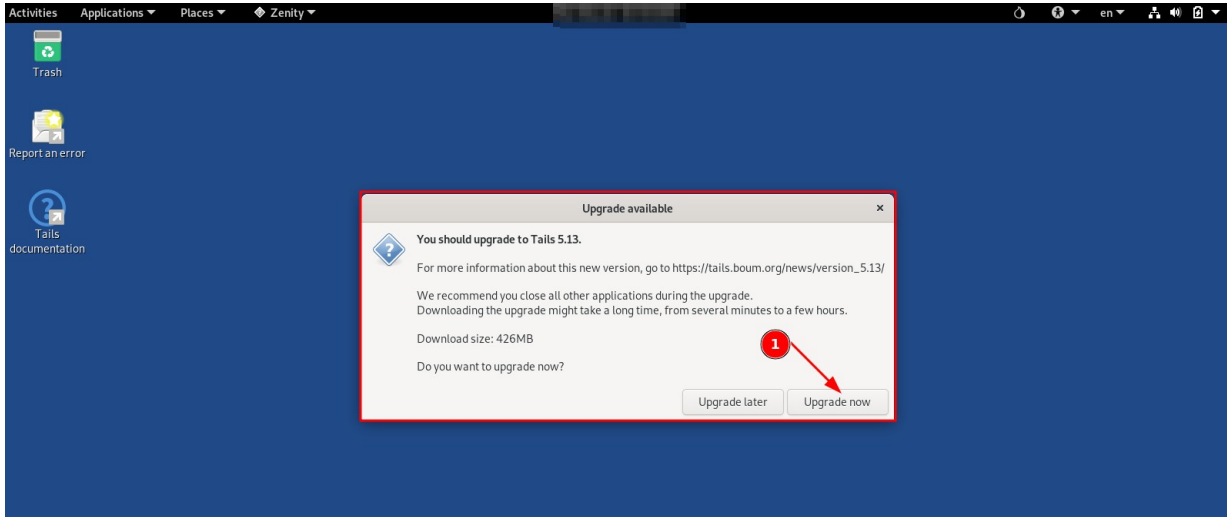 Activities Applications Places Zenity en
Trash
Report an error
Tails
documentation
Upgrade available
You should upgrade to Tails 5.13.
For more information about this new version, go to https://tails.boum.org/news/version_5.13/
We recommend you close all other applications during the upgrade.
Downloading the upgrade might take a long time, from several minutes to a few hours.
Download size: 426MB
1
Do you want to upgrade now?
Upgrade later Upgrade now